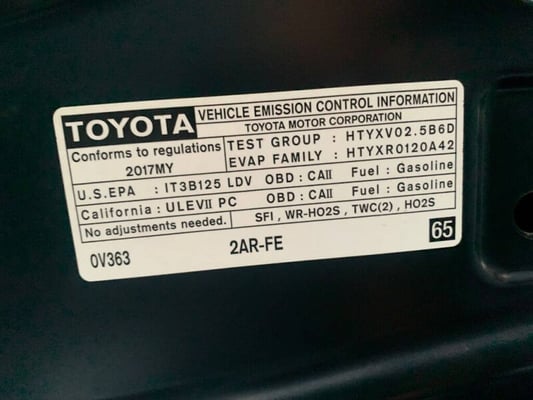 TOYOTA
VEHICLE EMISSION CONTROL INFORMATION
TOYOTA MOTOR CORPORATION
Conforms to regulations
2017MY
TEST GROUP : HTYXV02.5B6D
EVAP FAMILY : HTYXR0120A42
U.S.EPA : IT3B125 LDV OBD : CAII Fuel : Gasoline
California : ULEVII PC OBD : CAII Fuel : Gasoline
No adjustments needed. SFI , WR-HO2S , TWC(2) , HO2S
0V363 2AR-FE 65